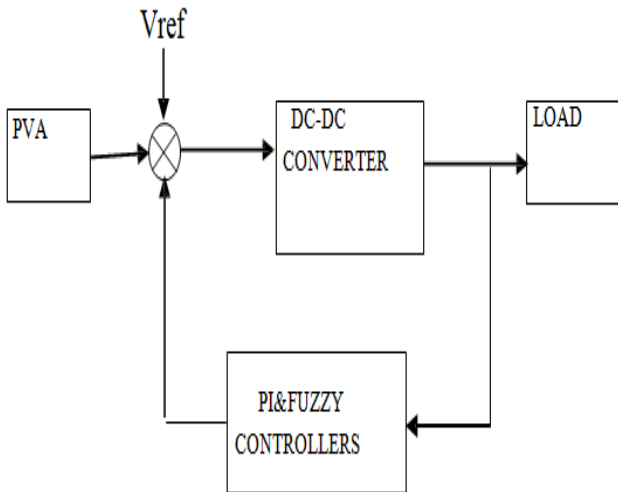 Vref
PVA
DC-DC
CONVERTER
LOAD
PI&FUZZY
CONTROLLERS